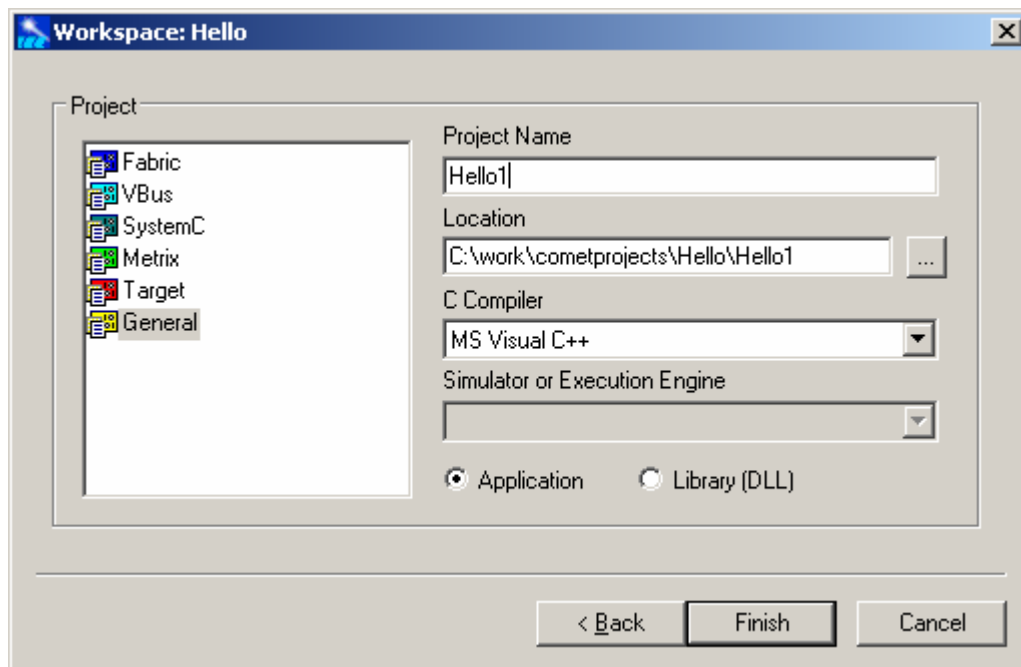 Workspace: Hello
Project
Fabric
VBus
SystemC
Metrix
Target
General
Project Name
Hello1
Location
C:\work\cometprojects\Hello\Hello1
...
C Compiler
MS Visual C++
Simulator or Execution Engine
Application Library (DLL)
< Back Finish Cancel